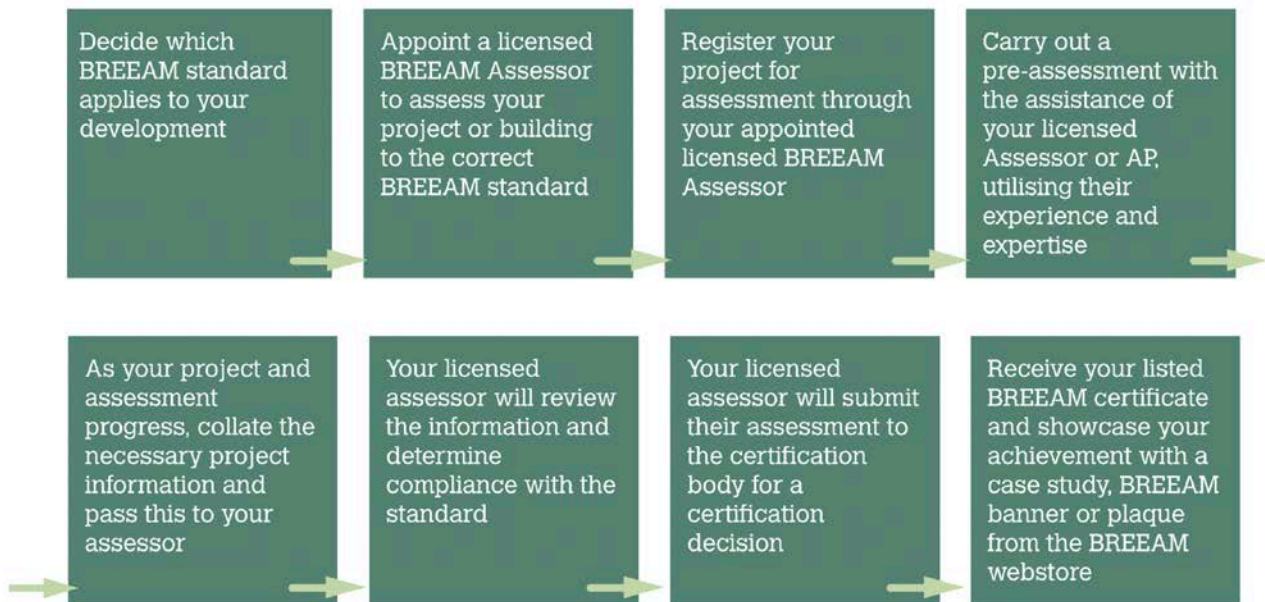 Decide which
BREEAM standard
applies to your
development
Appoint a licensed
BREEAM Assessor
to assess your
project or building
to the correct
BREEAM standard
Register your
project for
assessment through
your appointed
licensed BREEAM
Assessor
Carry out a
pre-assessment with
the assistance of
your licensed
Assessor or AP,
utilising their
experience and
expertise
As your project and
assessment
progress, collate the
necessary project
information and
pass this to your
assessor
Your licensed
assessor will review
the information and
determine
compliance with the
standard
Your licensed
assessor will submit
their assessment to
the certification
body for a
certification
decision
Receive your listed
BREEAM certificate
and showcase your
achievement with a
case study, BREEAM
banner or plaque
from the BREEAM
webstore